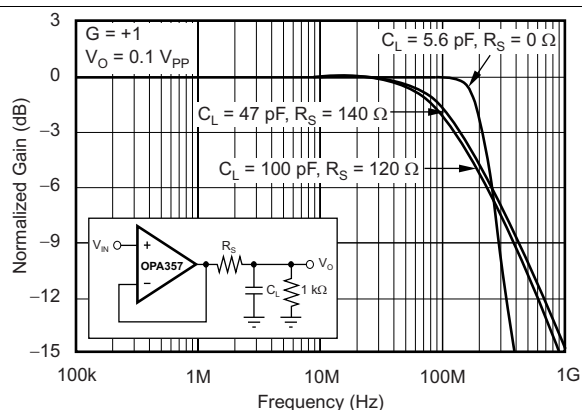 3
0
−3
−6
−9
−12
−15
Normalized Gain (dB)
G = +1
V_O = 0.1 V_PP
C_L = 5.6 pF, R_S = 0 Ω
C_L = 47 pF, R_S = 140 Ω
C_L = 100 pF, R_S = 120 Ω
V_IN
+
−
OPA357
R_S
V_O
C_L
1 kΩ
100k
1M
10M
100M
1G
Frequency (Hz)